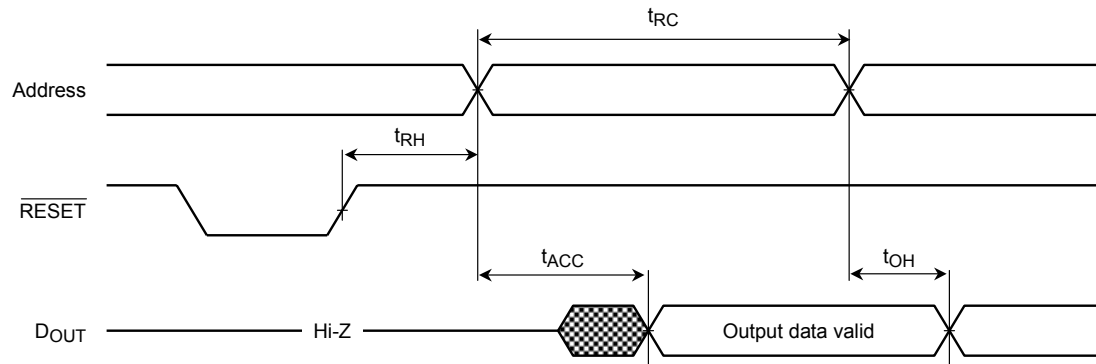 tRC
Address
tRH
RESET
tACC
tOH
DOUT
Hi-Z
Output data valid